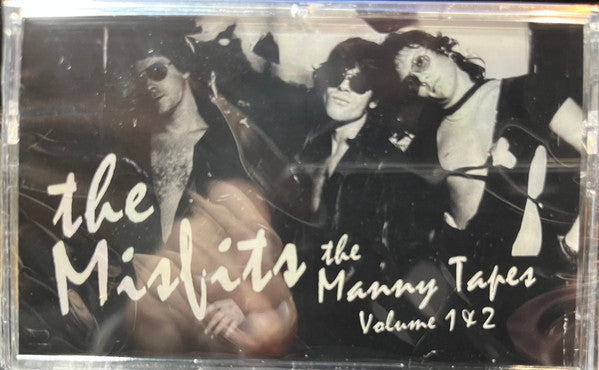 the
Misfits
the
Manny Tapes
Volume 1 & 2